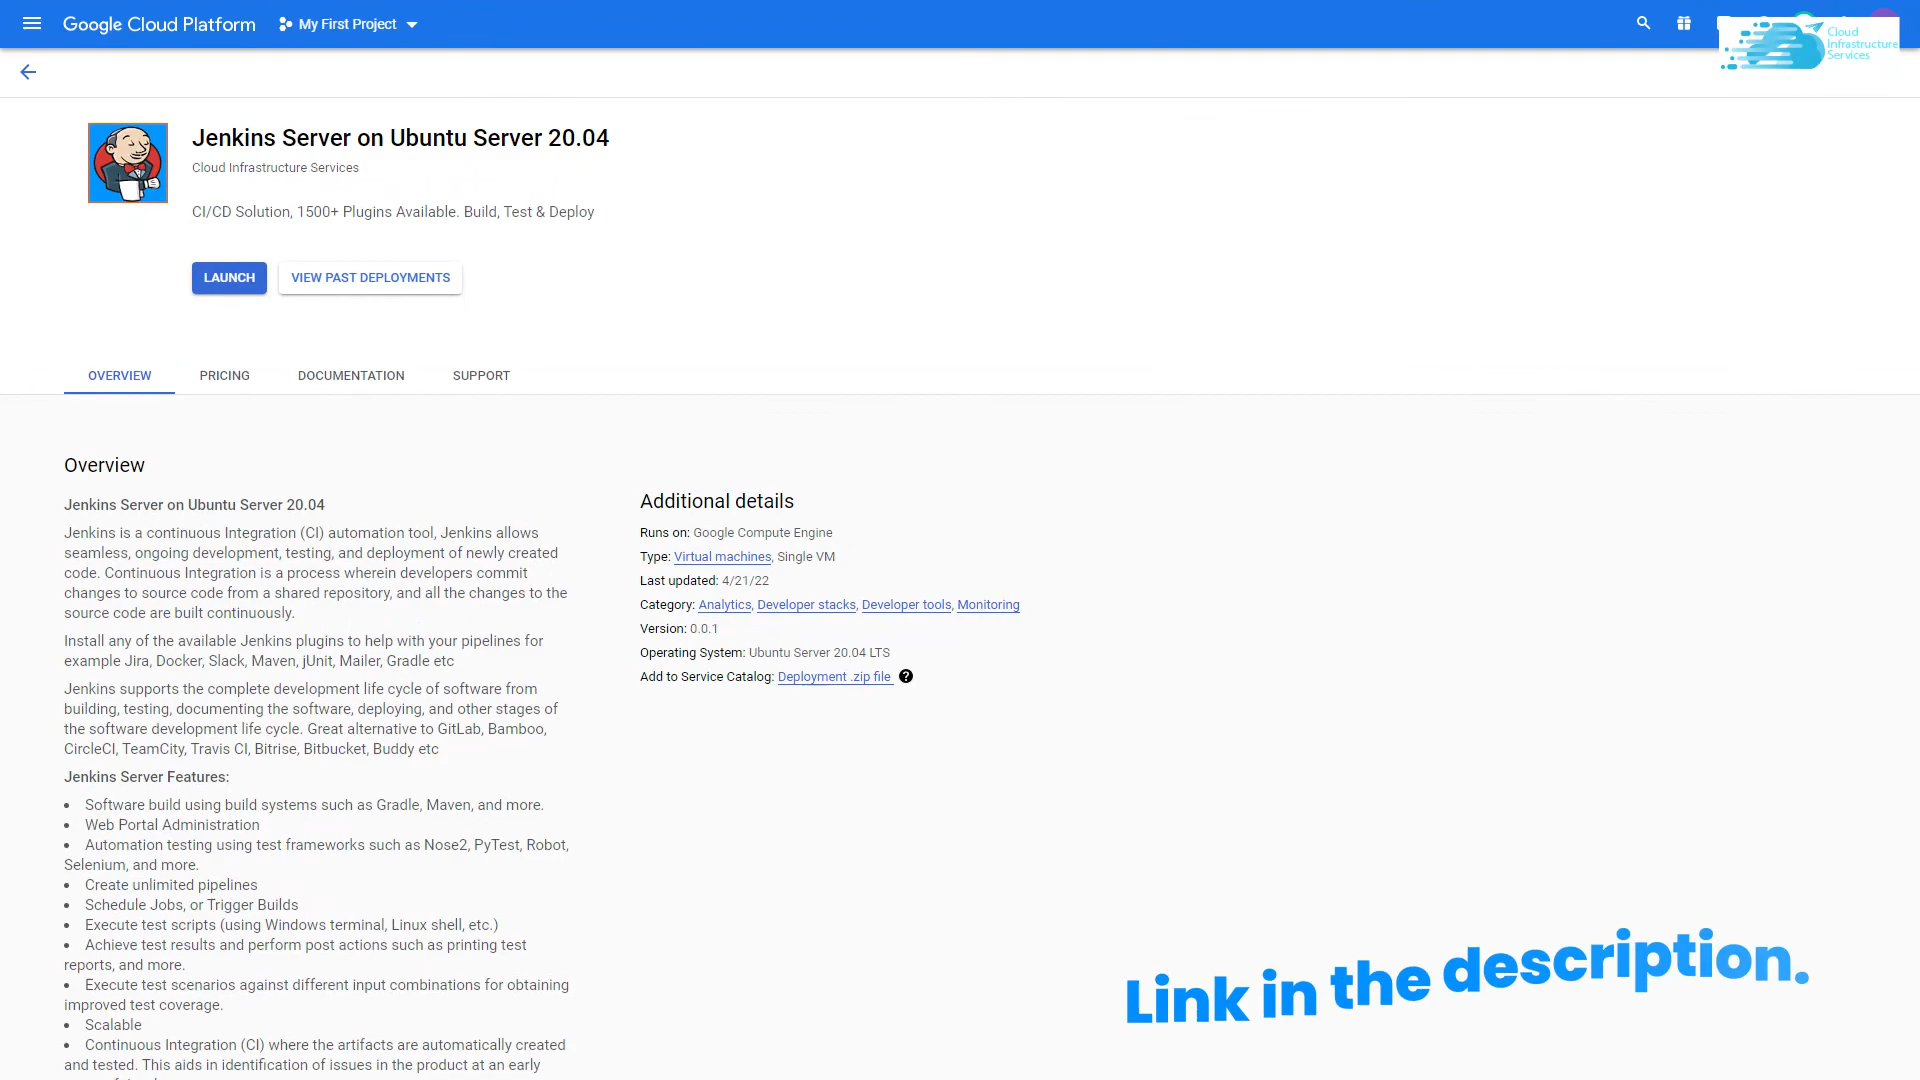 Google Cloud Platform
My First Project
Cloud
Infrastructure
Services
Jenkins Server on Ubuntu Server 20.04
Cloud Infrastructure Services
CI/CD Solution, 1500+ Plugins Available. Build, Test & Deploy
LAUNCH
VIEW PAST DEPLOYMENTS
OVERVIEW
PRICING
DOCUMENTATION
SUPPORT
Overview
Jenkins Server on Ubuntu Server 20.04
Jenkins is a continuous Integration (CI) automation tool, Jenkins allows
seamless, ongoing development, testing, and deployment of newly created
code. Continuous Integration is a process wherein developers commit
changes to source code from a shared repository, and all the changes to the
source code are built continuously.
Install any of the available Jenkins plugins to help with your pipelines for
example Jira, Docker, Slack, Maven, jUnit, Mailer, Gradle etc
Jenkins supports the complete development life cycle of software from
building, testing, documenting the software, deploying, and other stages of
the software development life cycle. Great alternative to GitLab, Bamboo,
CircleCI, TeamCity, Travis CI, Bitrise, Bitbucket, Buddy etc
Jenkins Server Features:
• Software build using build systems such as Gradle, Maven, and more.
• Web Portal Administration
• Automation testing using test frameworks such as Nose2, PyTest, Robot,
Selenium, and more.
• Create unlimited pipelines
• Schedule Jobs, or Trigger Builds
• Execute test scripts (using Windows terminal, Linux shell, etc.)
• Achieve test results and perform post actions such as printing test
reports, and more.
• Execute test scenarios against different input combinations for obtaining
improved test coverage.
• Scalable
• Continuous Integration (CI) where the artifacts are automatically created
and tested. This aids in identification of issues in the product at an early
Additional details
Runs on: Google Compute Engine
Type: Virtual machines, Single VM
Last updated: 4/21/22
Category: Analytics, Developer stacks, Developer tools, Monitoring
Version: 0.0.1
Operating System: Ubuntu Server 20.04 LTS
Add to Service Catalog: Deployment .zip file
Link in the description.